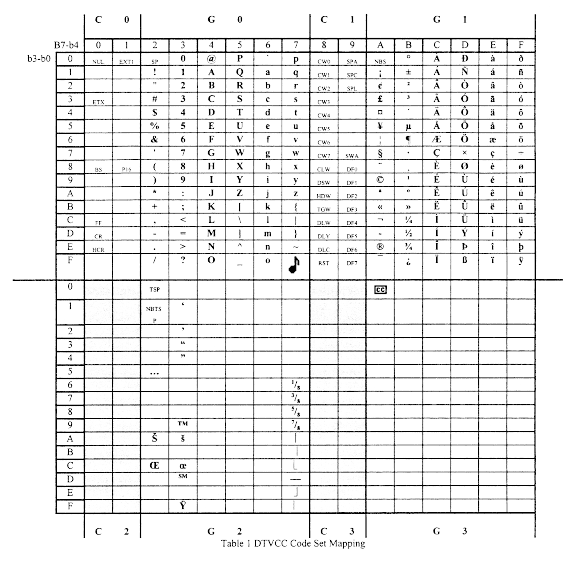 C 0 G 0 C 1 G 1
B7-b4 0 1 2 3 4 5 6 7 8 9 A B C D E F
b3-b0 0 NUL EXT1 SP 0 @ P ` p CW0 SPA NBS ° À Ð à ð
1 ! 1 A Q a q CW1 SPC ¡ ± Á Ñ á ñ
2 " 2 B R b r CW2 SPL ¢ ² Â Ò â ò
3 ETX # 3 C S c s CW3 £ ³ Ã Ó ã ó
4 $ 4 D T d t CW4 ¤ ´ Ä Ô ä ô
5 % 5 E U e u CW5 ¥ µ Å Õ å õ
6 & 6 F V f v CW6 ¦ ¶ Æ Ö æ ö
7 ' 7 G W g w CW7 SWA § · Ç × ç ÷
8 BS P16 ( 8 H X h x CLW DF0 ¨ ¸ È Ø è ø
9 ) 9 I Y i y DSW DF1 © ¹ É Ù é ù
A * : J Z j z HDW DF2 ª º Ê Ú ê ú
B + ; K [ k { TGW DF3 « » Ë Û ë û
C FF , < L \ l | DLW DF4 ¬ ¼ Ì Ü ì ü
D CR - = M ] m } DLY DF5 - ½ Í Ý í ý
E HCR . > N ^ n ~ DLC DF6 ® ¾ Î Þ î þ
F / ? O _ o ♪ RST DF7 ¯ ¿ Ï ß ï ÿ
0 TSP CC
1 NBTS P ‘
2 ’
3 “
4 ”
5 …
6 1/8
7 3/8
8 5/8
9 ™ 7/8
A Š š |
B
C Œ œ
D SM —
E
F Ÿ
C 2 G 2 C 3 G 3
Table 1 DTVCC Code Set Mapping